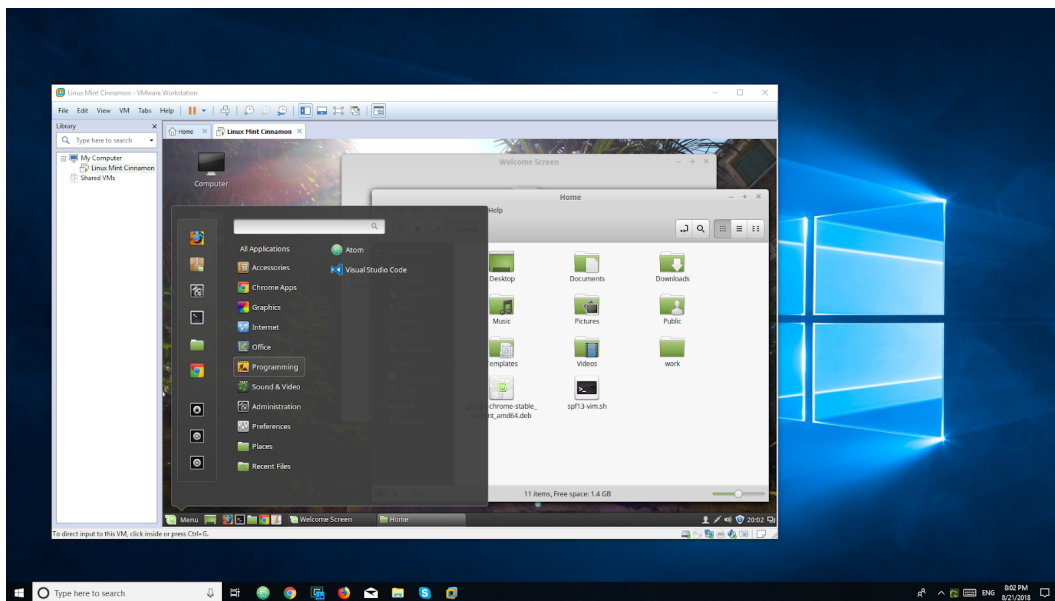 Linux Mint Cinnamon - VMware Workstation
File Edit View VM Tabs Help
Library
Type here to search
My Computer
Linux Mint Cinnamon
Shared VMs
Home
Linux Mint Cinnamon
Computer
Welcome Screen
Home
Help
All Applications
Accessories
Chrome Apps
Graphics
Internet
Office
Programming
Sound & Video
Administration
Preferences
Places
Recent Files
Atom
Visual Studio Code
Desktop Documents Downloads
Music Pictures Public
Videos work
spf13-vim.sh
11 items, Free space: 1.4 GB
Menu Welcome Screen Home 20:02
To direct input to this VM, click inside or press Ctrl+G.
Type here to search
ENG
8:02 PM
8/21/2018